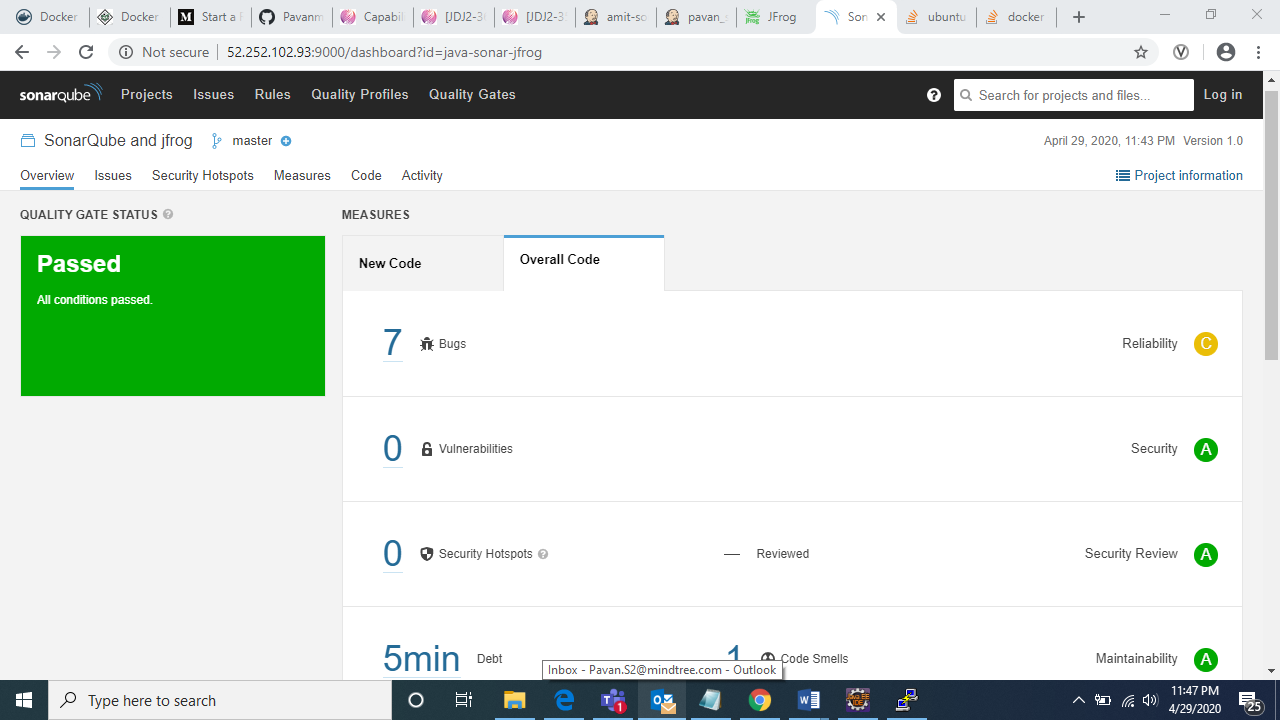 Docker
Docker
Start a
Pavanm
Capabil
[JDJ2-3
[JDJ2-3
amit-so
pavan_
JFrog
Son
ubuntu
docker
Not secure
52.252.102.93:9000/dashboard?id=java-sonar-jfrog
sonarqube
Projects
Issues
Rules
Quality Profiles
Quality Gates
Search for projects and files...
Log in
SonarQube and jfrog
master
April 29, 2020, 11:43 PM Version 1.0
Overview
Issues
Security Hotspots
Measures
Code
Activity
Project information
QUALITY GATE STATUS
MEASURES
Passed
All conditions passed.
New Code
Overall Code
7 Bugs
Reliability C
0 Vulnerabilities
Security A
0 Security Hotspots
— Reviewed
Security Review A
5min Debt
1 Code Smells
Maintainability A
Inbox - Pavan.S2@mindtree.com - Outlook
Type here to search
1
11:47 PM
4/29/2020
25